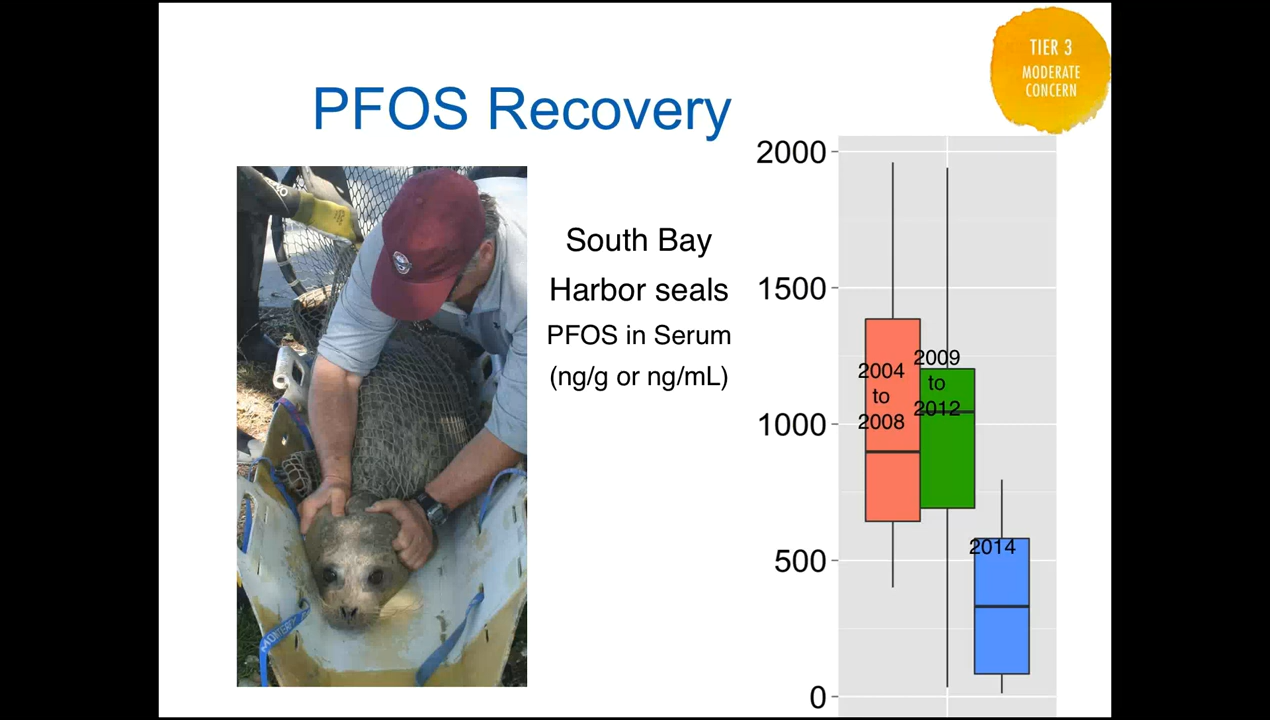 TIER 3
MODERATE
CONCERN
PFOS Recovery
South Bay
Harbor seals
PFOS in Serum
(ng/g or ng/mL)
2000
1500
1000
500
0
2004
to
2008
2009
to
2012
2014
MONTEREY